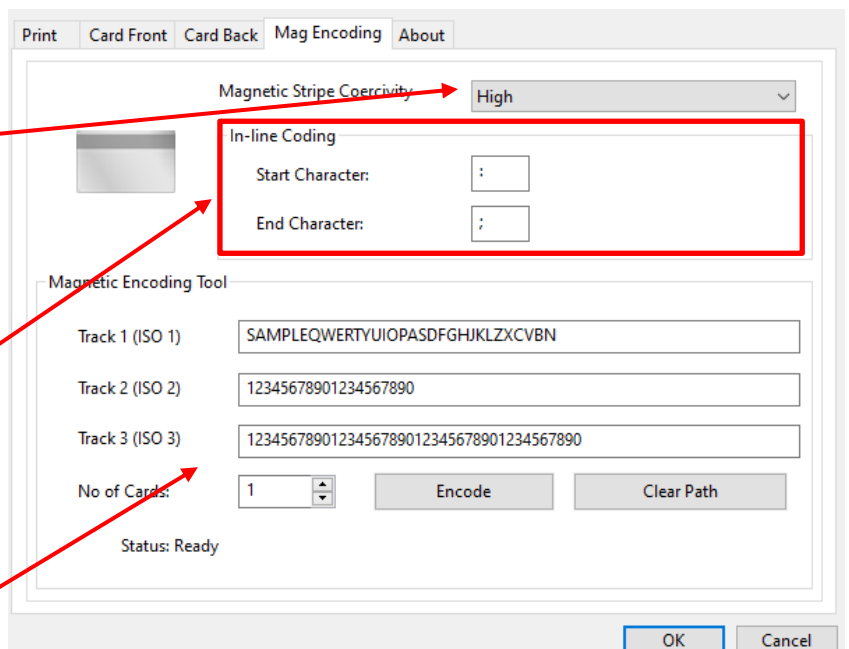 Print Card Front Card Back Mag Encoding About
Magnetic Stripe Coercivity High
In-line Coding
Start Character: :
End Character: ;
Magnetic Encoding Tool
Track 1 (ISO 1) SAMPLEQWERTYUIOPASDFGHJKLZXCVBN
Track 2 (ISO 2) 12345678901234567890
Track 3 (ISO 3) 1234567890123456789012345678901234567890
No of Cards: 1 Encode Clear Path
Status: Ready
OK Cancel